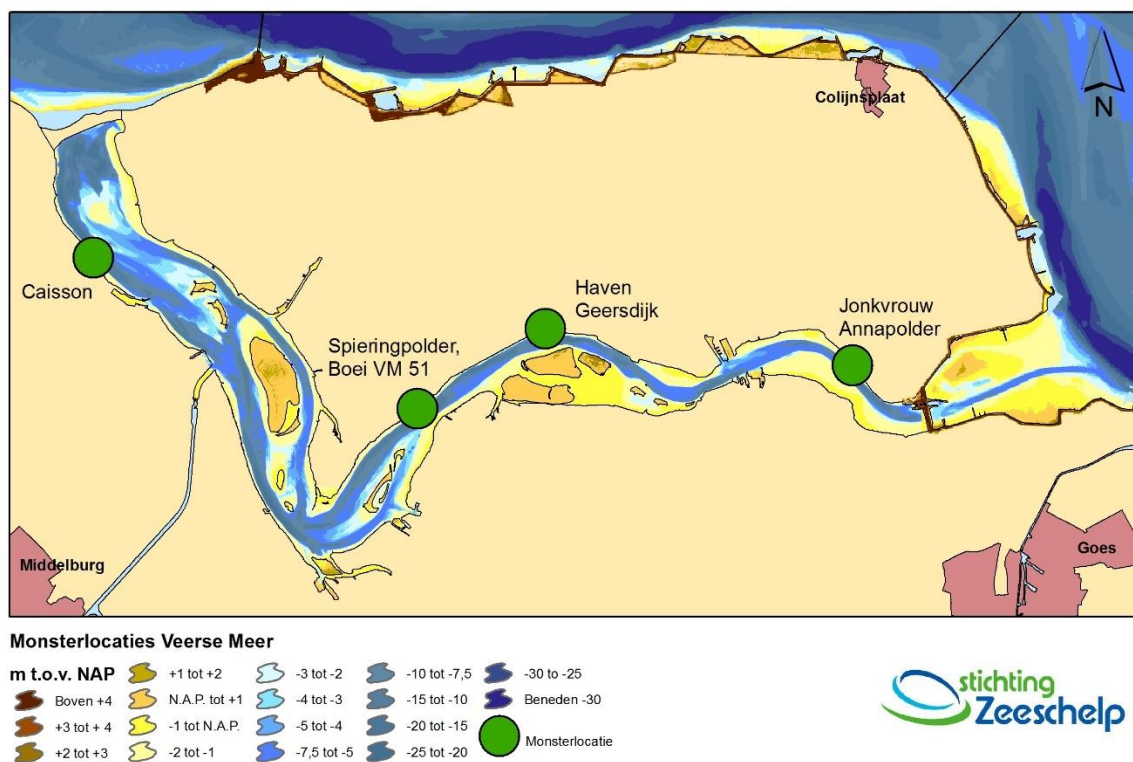 Colijnsplaat
N
Caisson
Haven
Geersdijk
Jonkvrouw
Annapolder
Spieringpolder,
Boei VM 51
Middelburg
Goes
Monsterlocaties Veerse Meer
m t.o.v. NAP
Boven +4
+3 tot + 4
+2 tot +3
+1 tot +2
N.A.P. tot +1
-1 tot N.A.P.
-2 tot -1
-3 tot -2
-4 tot -3
-5 tot -4
-7,5 tot -5
-10 tot -7,5
-15 tot -10
-20 tot -15
-25 tot -20
-30 to -25
Beneden -30
Monsterlocatie
stichting
Zeeschelp